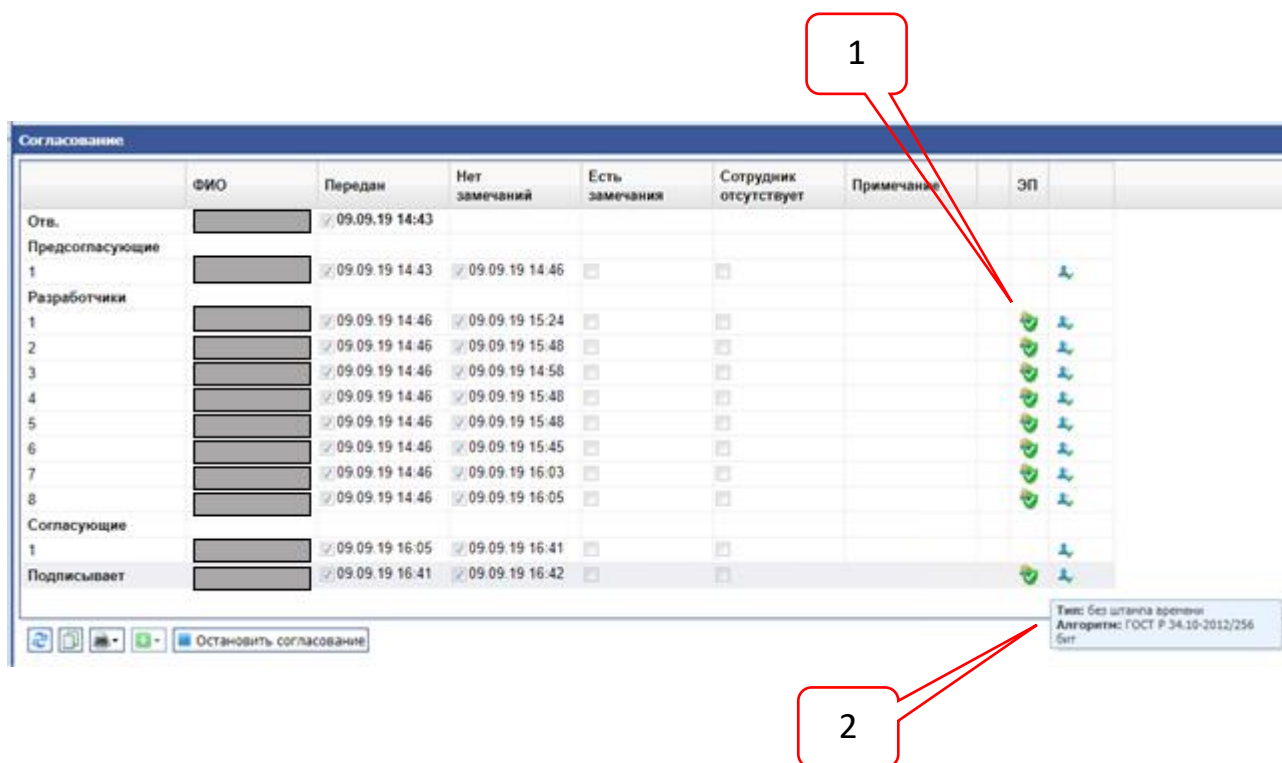 1
Согласование
ФИО Передан Нет замечаний Есть замечания Сотрудник отсутствует Примечание ЭП
Отв. 09.09.19 14:43
Предсогласующие
1 09.09.19 14:43 09.09.19 14:46
Разработчики
1 09.09.19 14:46 09.09.19 15:24
2 09.09.19 14:46 09.09.19 15:48
3 09.09.19 14:46 09.09.19 14:58
4 09.09.19 14:46 09.09.19 15:48
5 09.09.19 14:46 09.09.19 15:48
6 09.09.19 14:46 09.09.19 15:45
7 09.09.19 14:46 09.09.19 16:03
8 09.09.19 14:46 09.09.19 16:05
Согласующие
1 09.09.19 16:05 09.09.19 16:41
Подписывает 09.09.19 16:41 09.09.19 16:42
Тип: без штампа времени
Алгоритм: ГОСТ Р 34.10-2012/256
бит
Остановить согласование
2